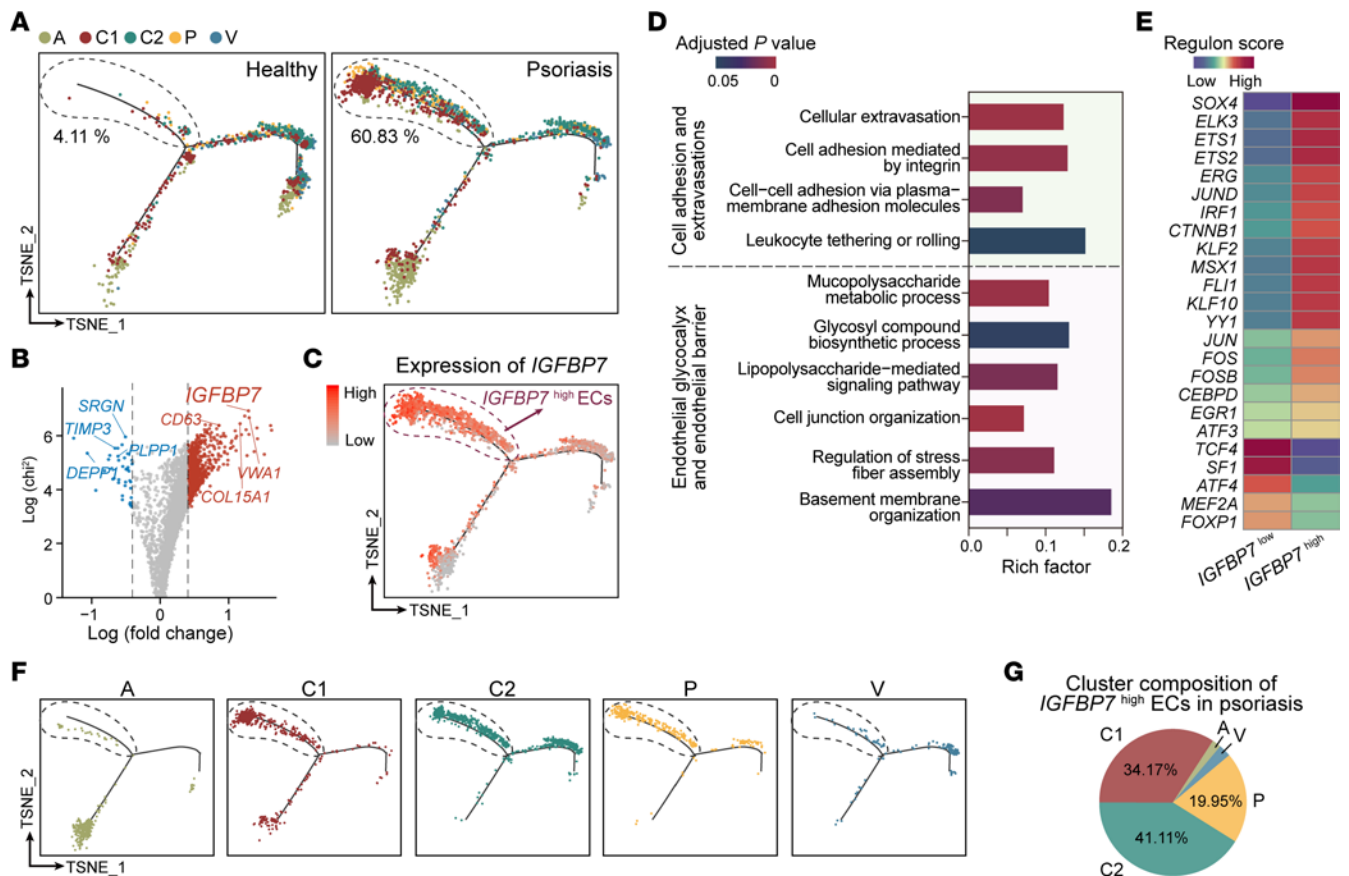 A
A C1 C2 P V
Healthy
4.11 %
Psoriasis
60.83 %
TSNE_2
TSNE_1
B
Log (chi²)
6
4
2
0
−1
0
1
Log (fold change)
SRGN
TIMP3
PLPP1
DEPP1
IGFBP7
CD63
VWA1
COL15A1
C
Expression of IGFBP7
High
Low
IGFBP7 high ECs
TSNE_2
TSNE_1
D
Adjusted P value
0.05
0
Cell adhesion and
extravasations
Cellular extravasation
Cell adhesion mediated
by integrin
Cell−cell adhesion via plasma−
membrane adhesion molecules
Leukocyte tethering or rolling
Endothelial glycocalyx
and endothelial barrier
Mucopolysaccharide
metabolic process
Glycosyl compound
biosynthetic process
Lipopolysaccharide−mediated
signaling pathway
Cell junction organization
Regulation of stress
fiber assembly
Basement membrane
organization
0.0
0.1
0.2
Rich factor
E
Regulon score
Low
High
SOX4
ELK3
ETS1
ETS2
ERG
JUND
IRF1
CTNNB1
KLF2
MSX1
FLI1
KLF10
YY1
JUN
FOS
FOSB
CEBPD
EGR1
ATF3
TCF4
SF1
ATF4
MEF2A
FOXP1
IGFBP7 low
IGFBP7 high
F
A
C1
C2
P
V
TSNE_2
TSNE_1
G
Cluster composition of
IGFBP7 high ECs in psoriasis
A
V
C1
34.17%
P
19.95%
41.11%
C2